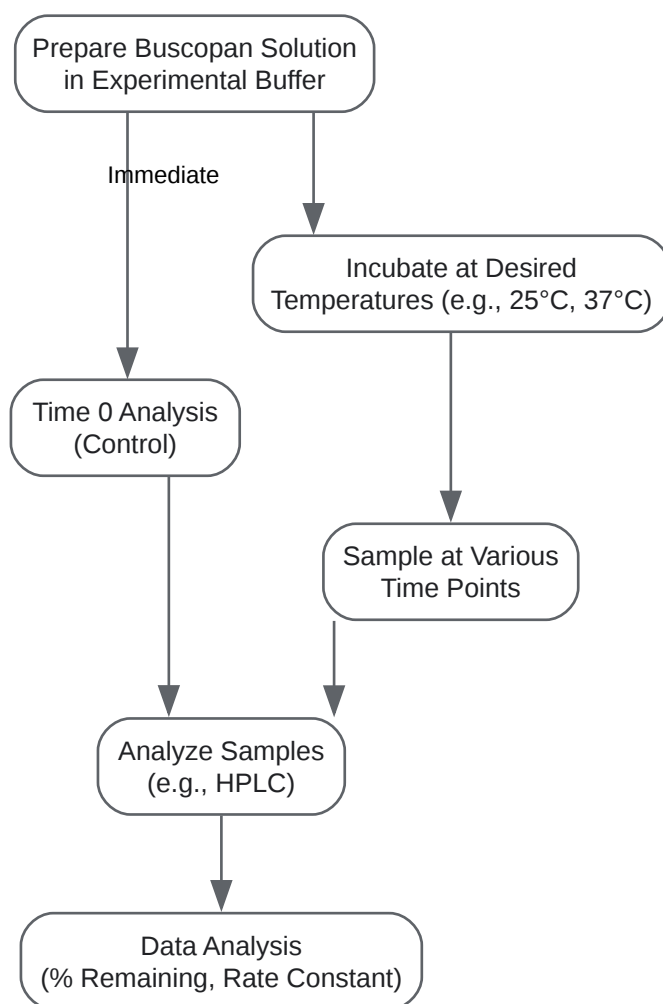 Prepare Buscopan Solution
in Experimental Buffer
Immediate
Incubate at Desired
Temperatures (e.g., 25°C, 37°C)
Time 0 Analysis
(Control)
Sample at Various
Time Points
Analyze Samples
(e.g., HPLC)
Data Analysis
(% Remaining, Rate Constant)